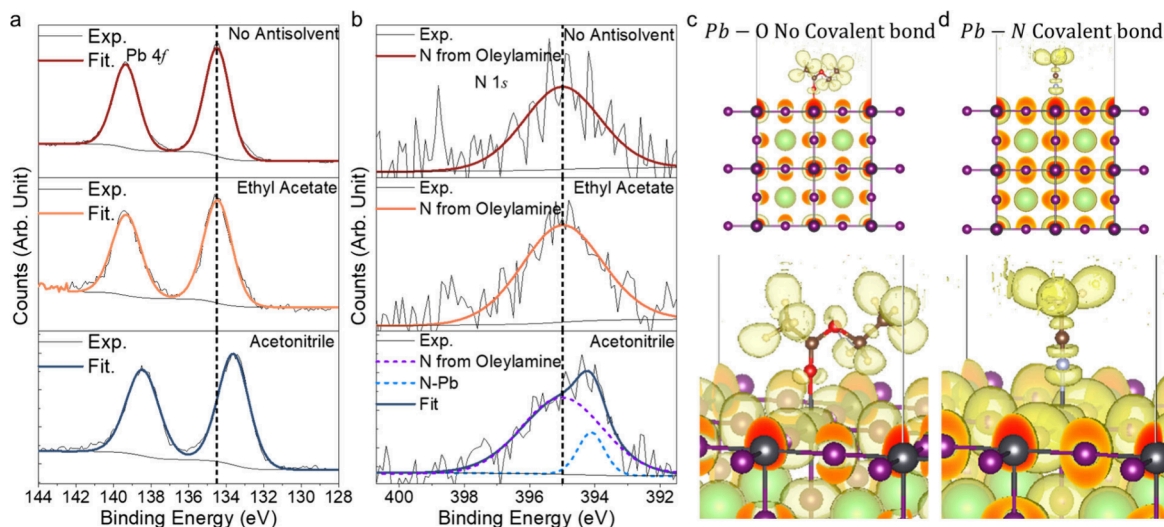 a
Counts (Arb. Unit)
Exp.
Fit.
Pb 4f
No Antisolvent
Exp.
Fit.
Ethyl Acetate
Exp.
Fit.
Acetonitrile
144 142 140 138 136 134 132 130 128
Binding Energy (eV)
b
Counts (Arb. Unit)
Exp.
No Antisolvent
N from Oleylamine
N 1s
Exp.
Ethyl Acetate
N from Oleylamine
Exp.
Acetonitrile
N from Oleylamine
N-Pb
Fit
400 398 396 394 392
Binding Energy (eV)
c
Pb − O No Covalent bond
d
Pb − N Covalent bond